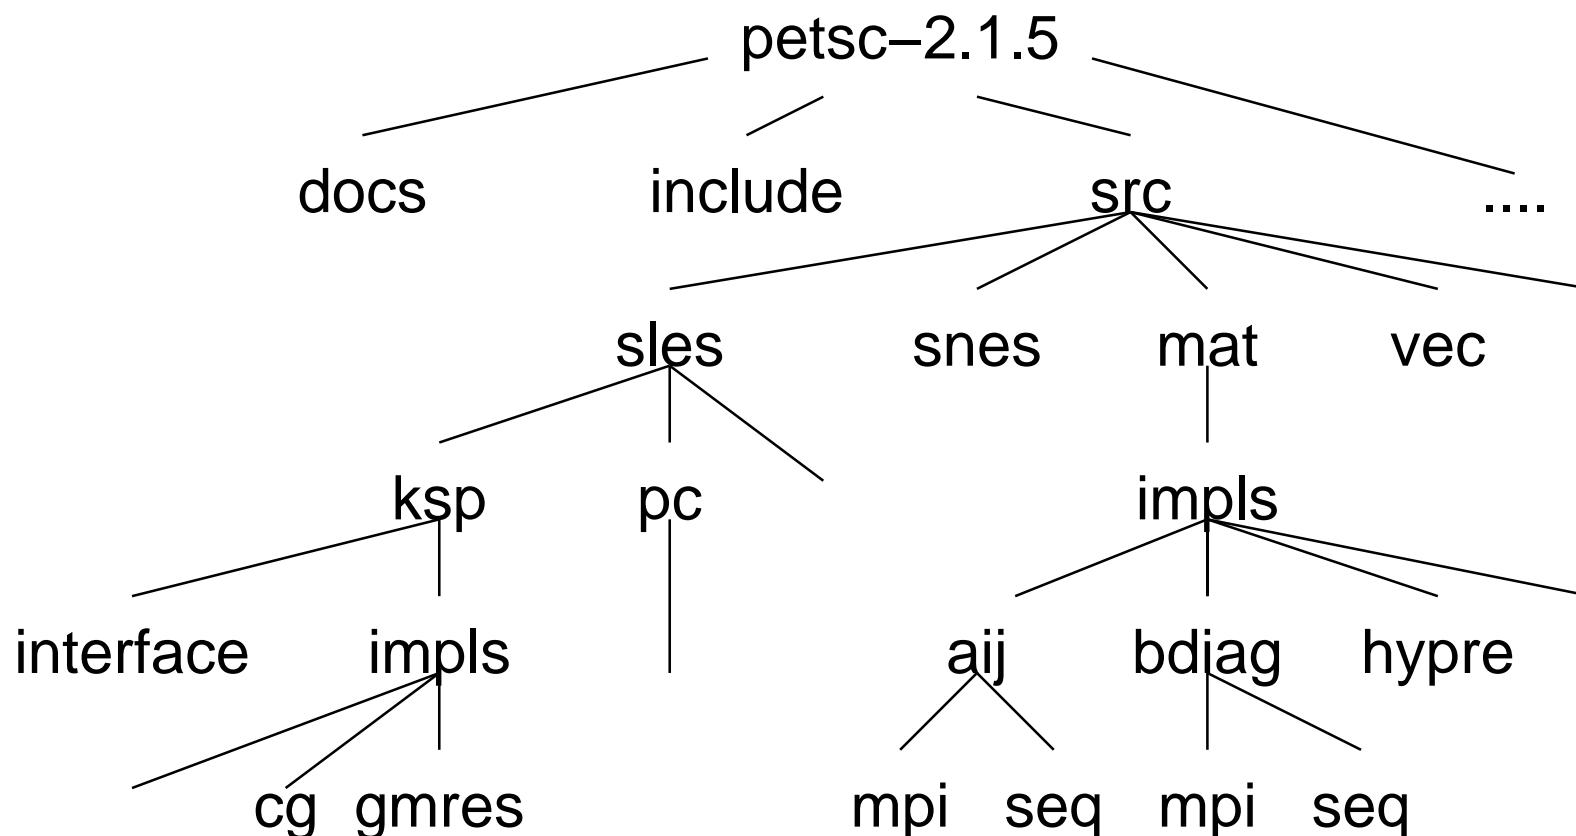 petsc–2.1.5
docs include src ....
sles snes mat vec
ksp pc impls
interface impls aij bdiag hypre
cg gmres mpi seq mpi seq